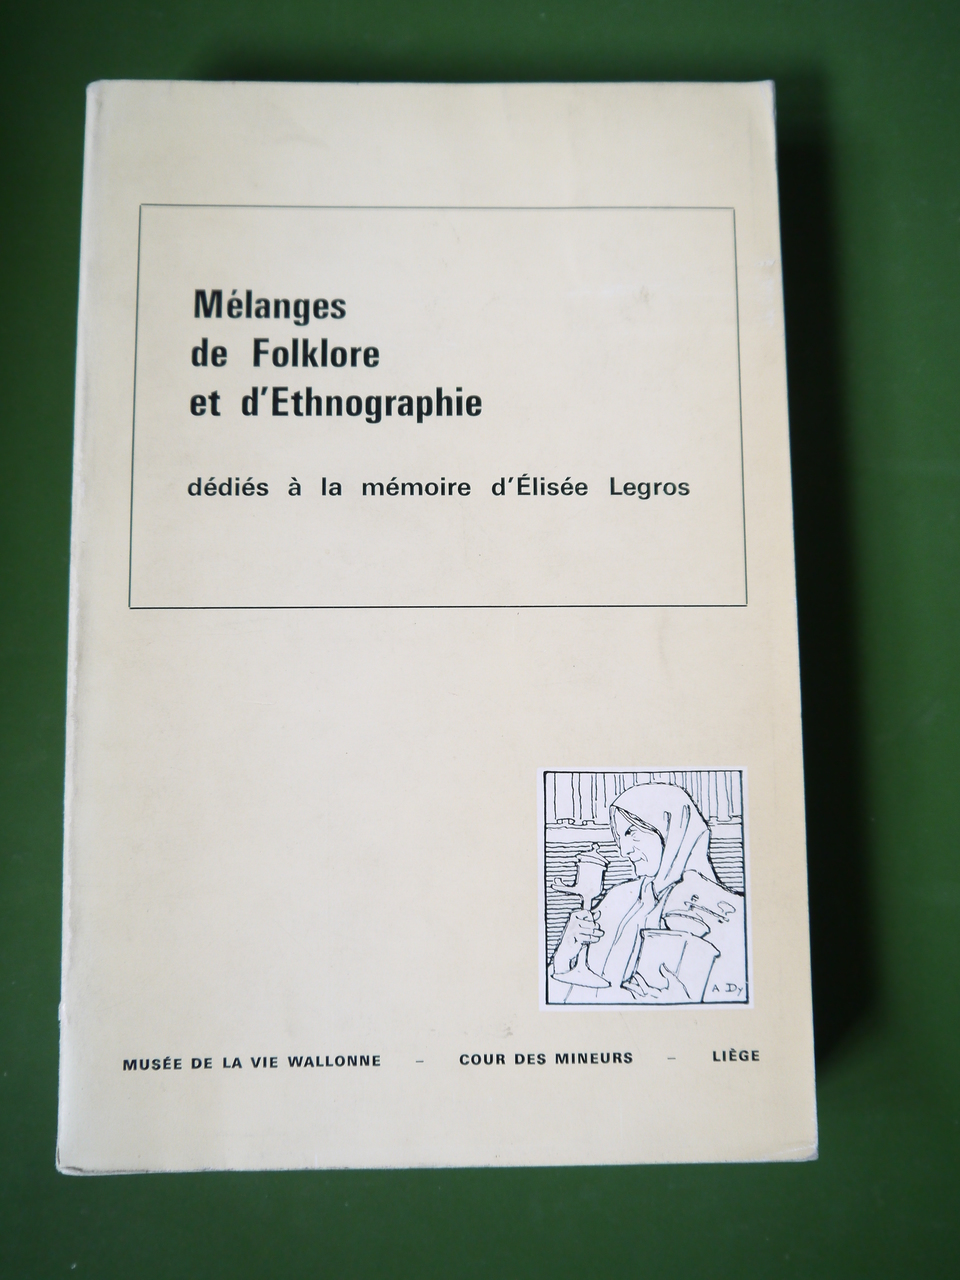 Mélanges
de Folklore
et d'Ethnographie
dédiés à la mémoire d'Élisée Legros
A Dy
MUSÉE DE LA VIE WALLONNE – COUR DES MINEURS – LIÈGE